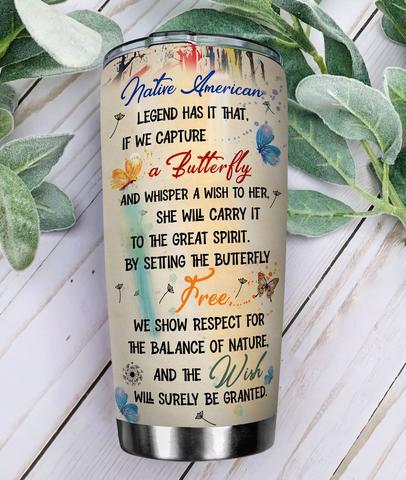 Native American
LEGEND HAS IT THAT,
IF WE CAPTURE
a Butterfly
AND WHISPER A WISH TO HER,
SHE WILL CARRY IT
TO THE GREAT SPIRIT.
BY SETTING THE BUTTERFLY
Free,......
WE SHOW RESPECT FOR
THE BALANCE OF NATURE,
AND THE Wish
WILL SURELY BE GRANTED.